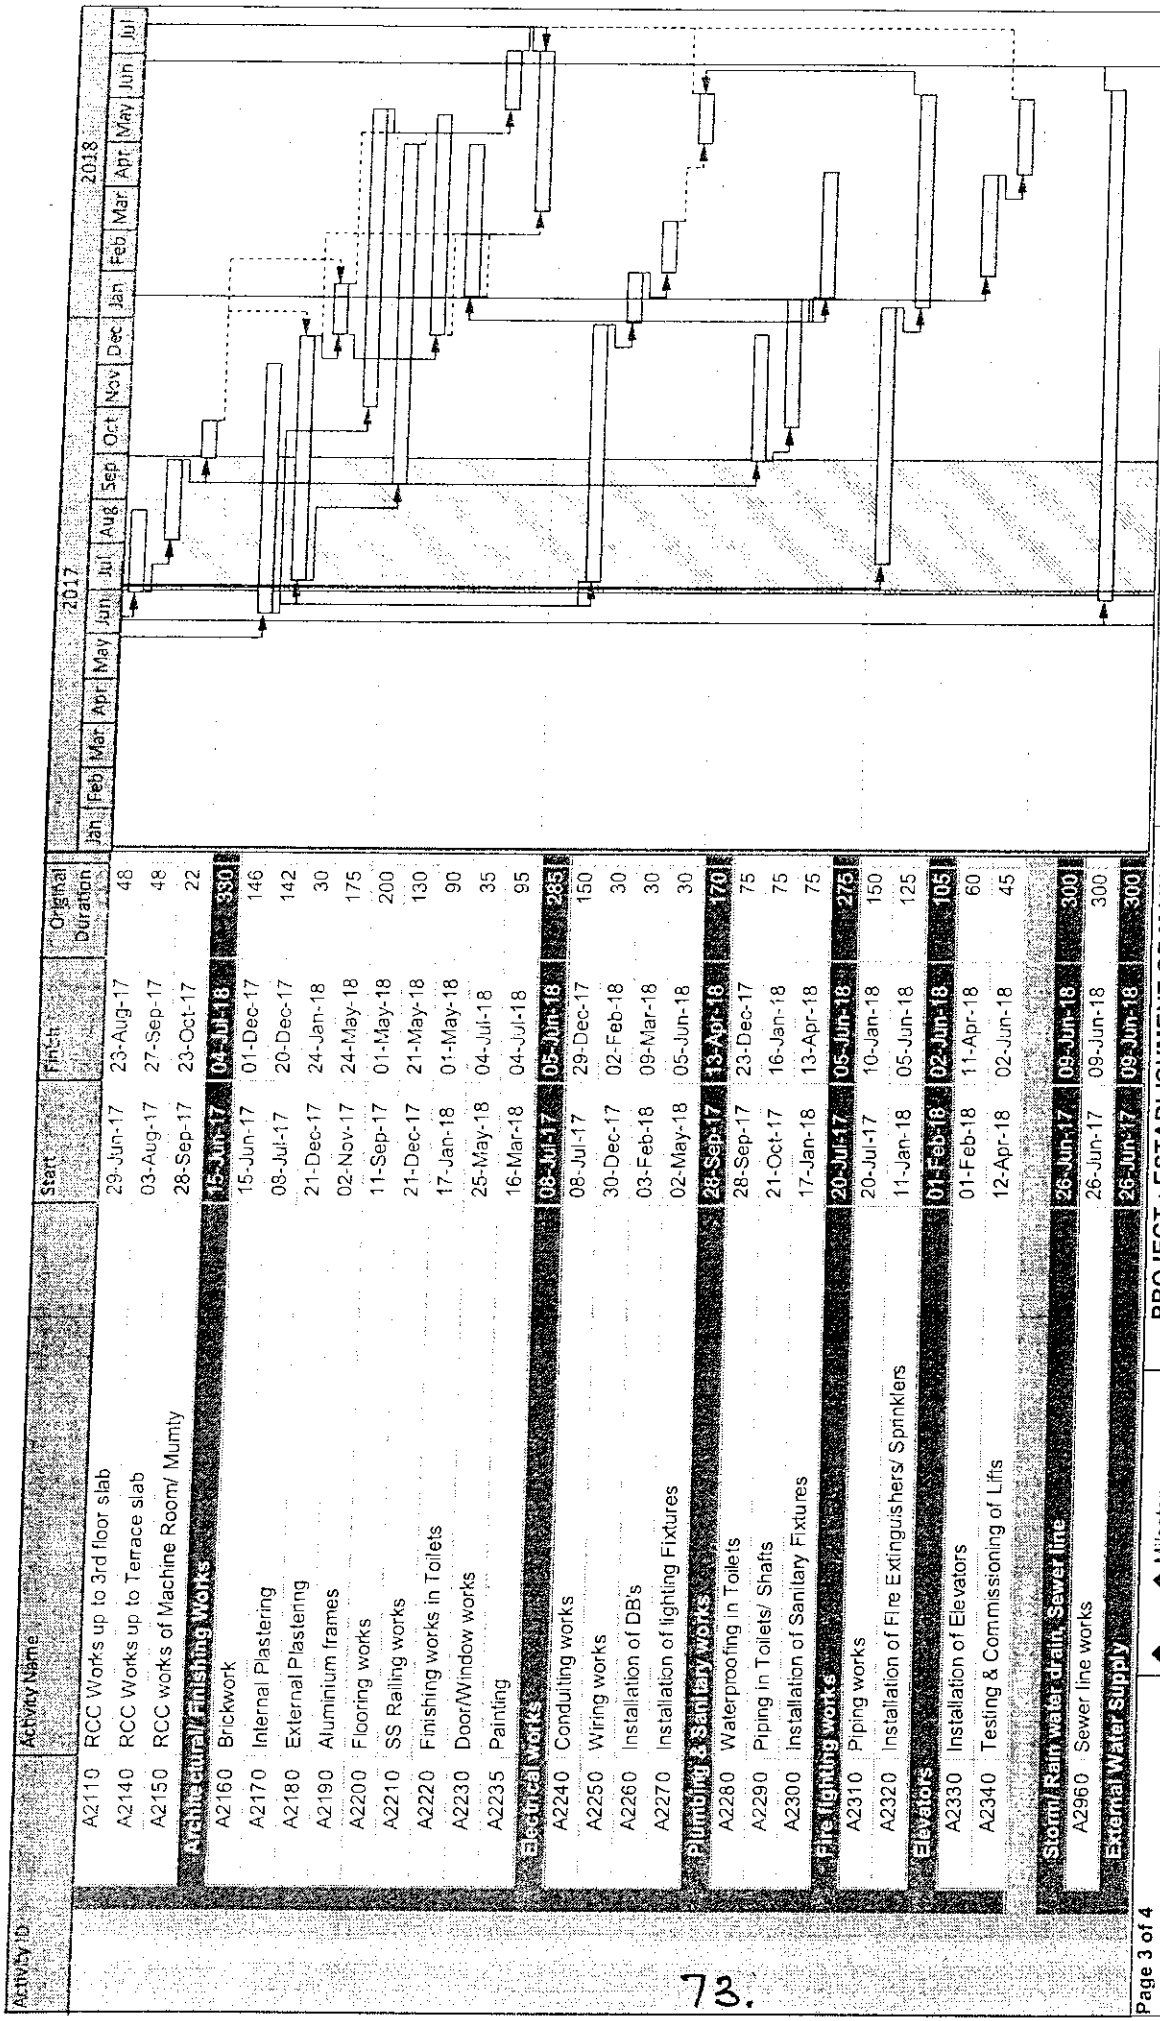 Activity ID Activity Name Start Finish Original Duration
2017 2018
Jan Feb Mar Apr May Jun Jul Aug Sep Oct Nov Dec Jan Feb Mar Apr May Jun Jul
A2110 RCC Works up to 3rd floor slab 29-Jun-17 23-Aug-17 48
A2140 RCC Works up to Terrace slab 03-Aug-17 27-Sep-17 48
A2150 RCC works of Machine Room/ Mumty 28-Sep-17 23-Oct-17 22
Architectural/ Finishing Works 15-Jun-17 04-Jul-18 330
A2160 Brickwork 15-Jun-17 01-Dec-17 146
A2170 Internal Plastering 08-Jul-17 20-Dec-17 142
A2180 External Plastering 21-Dec-17 24-Jan-18 30
A2190 Aluminium frames 02-Nov-17 24-May-18 175
A2200 Flooring works 11-Sep-17 01-May-18 200
A2210 SS Railing works 21-Dec-17 21-May-18 130
A2220 Finishing works in Toilets 17-Jan-18 01-May-18 90
A2230 Door/Window works 25-May-18 04-Jul-18 35
A2235 Painting 16-Mar-18 04-Jul-18 95
Electrical works 08-Jul-17 05-Jun-18 285
A2240 Conduiting works 08-Jul-17 29-Dec-17 150
A2250 Wiring works 30-Dec-17 02-Feb-18 30
A2260 Installation of DB's 03-Feb-18 09-Mar-18 30
A2270 Installation of lighting Fixtures 02-May-18 05-Jun-18 30
Plumbing & Sanitary works 28-Sep-17 13-Apr-18 170
A2280 Waterproofing in Toilets 28-Sep-17 23-Dec-17 75
A2290 Piping in Toilets/ Shafts 21-Oct-17 16-Jan-18 75
A2300 Installation of Sanitary Fixtures 17-Jan-18 13-Apr-18 75
Fire fighting works 20-Jul-17 05-Jun-18 275
A2310 Piping works 20-Jul-17 10-Jan-18 150
A2320 Installation of Fire Extinguishers/ Sprinklers 11-Jan-18 05-Jun-18 125
Elevators 01-Feb-18 02-Jun-18 105
A2330 Installation of Elevators 01-Feb-18 11-Apr-18 60
A2340 Testing & Commissioning of Lifts 12-Apr-18 02-Jun-18 45
Storm/ Rain water drain, Sewer line 26-Jun-17 09-Jun-18 300
A2960 Sewer line works 26-Jun-17 09-Jun-18 300
External Water Supply 26-Jun-17 09-Jun-18 300
Page 3 of 4
73.